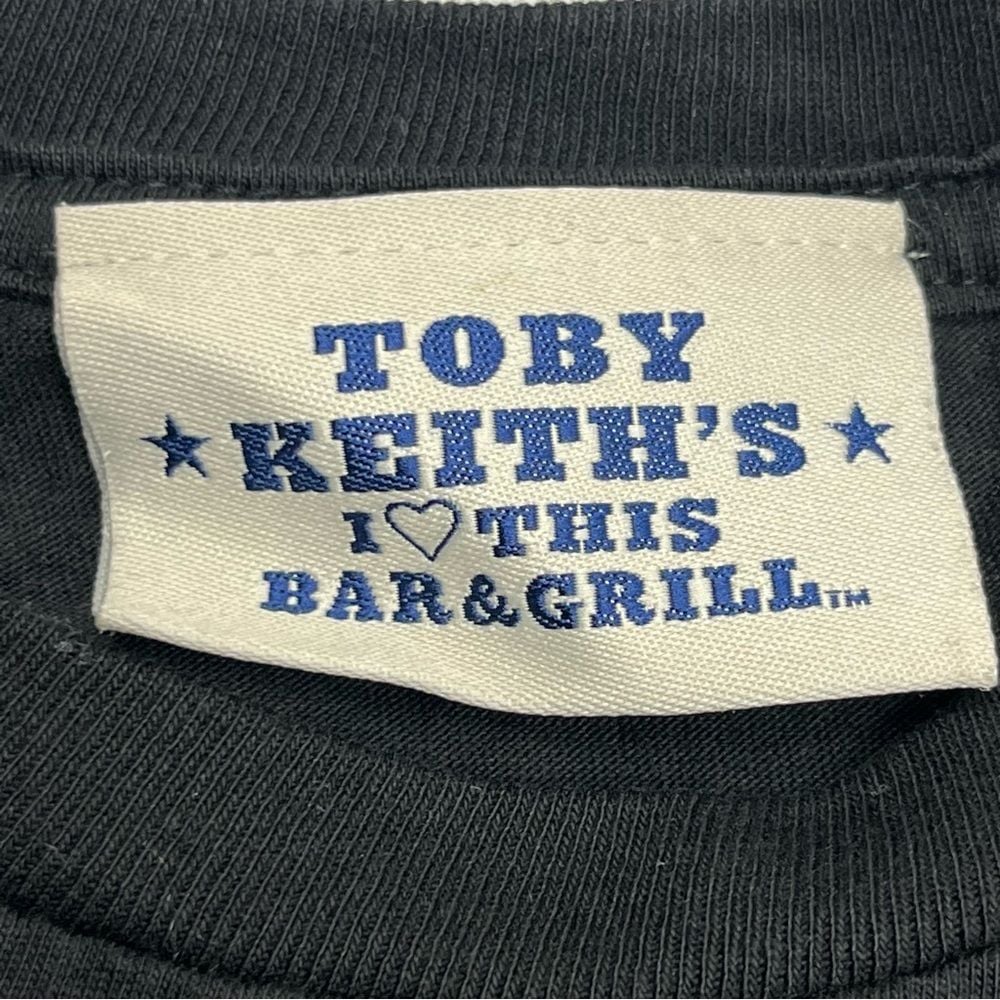 TOBY
★ KEITH'S ★
I ♡ THIS
BAR&GRILL™